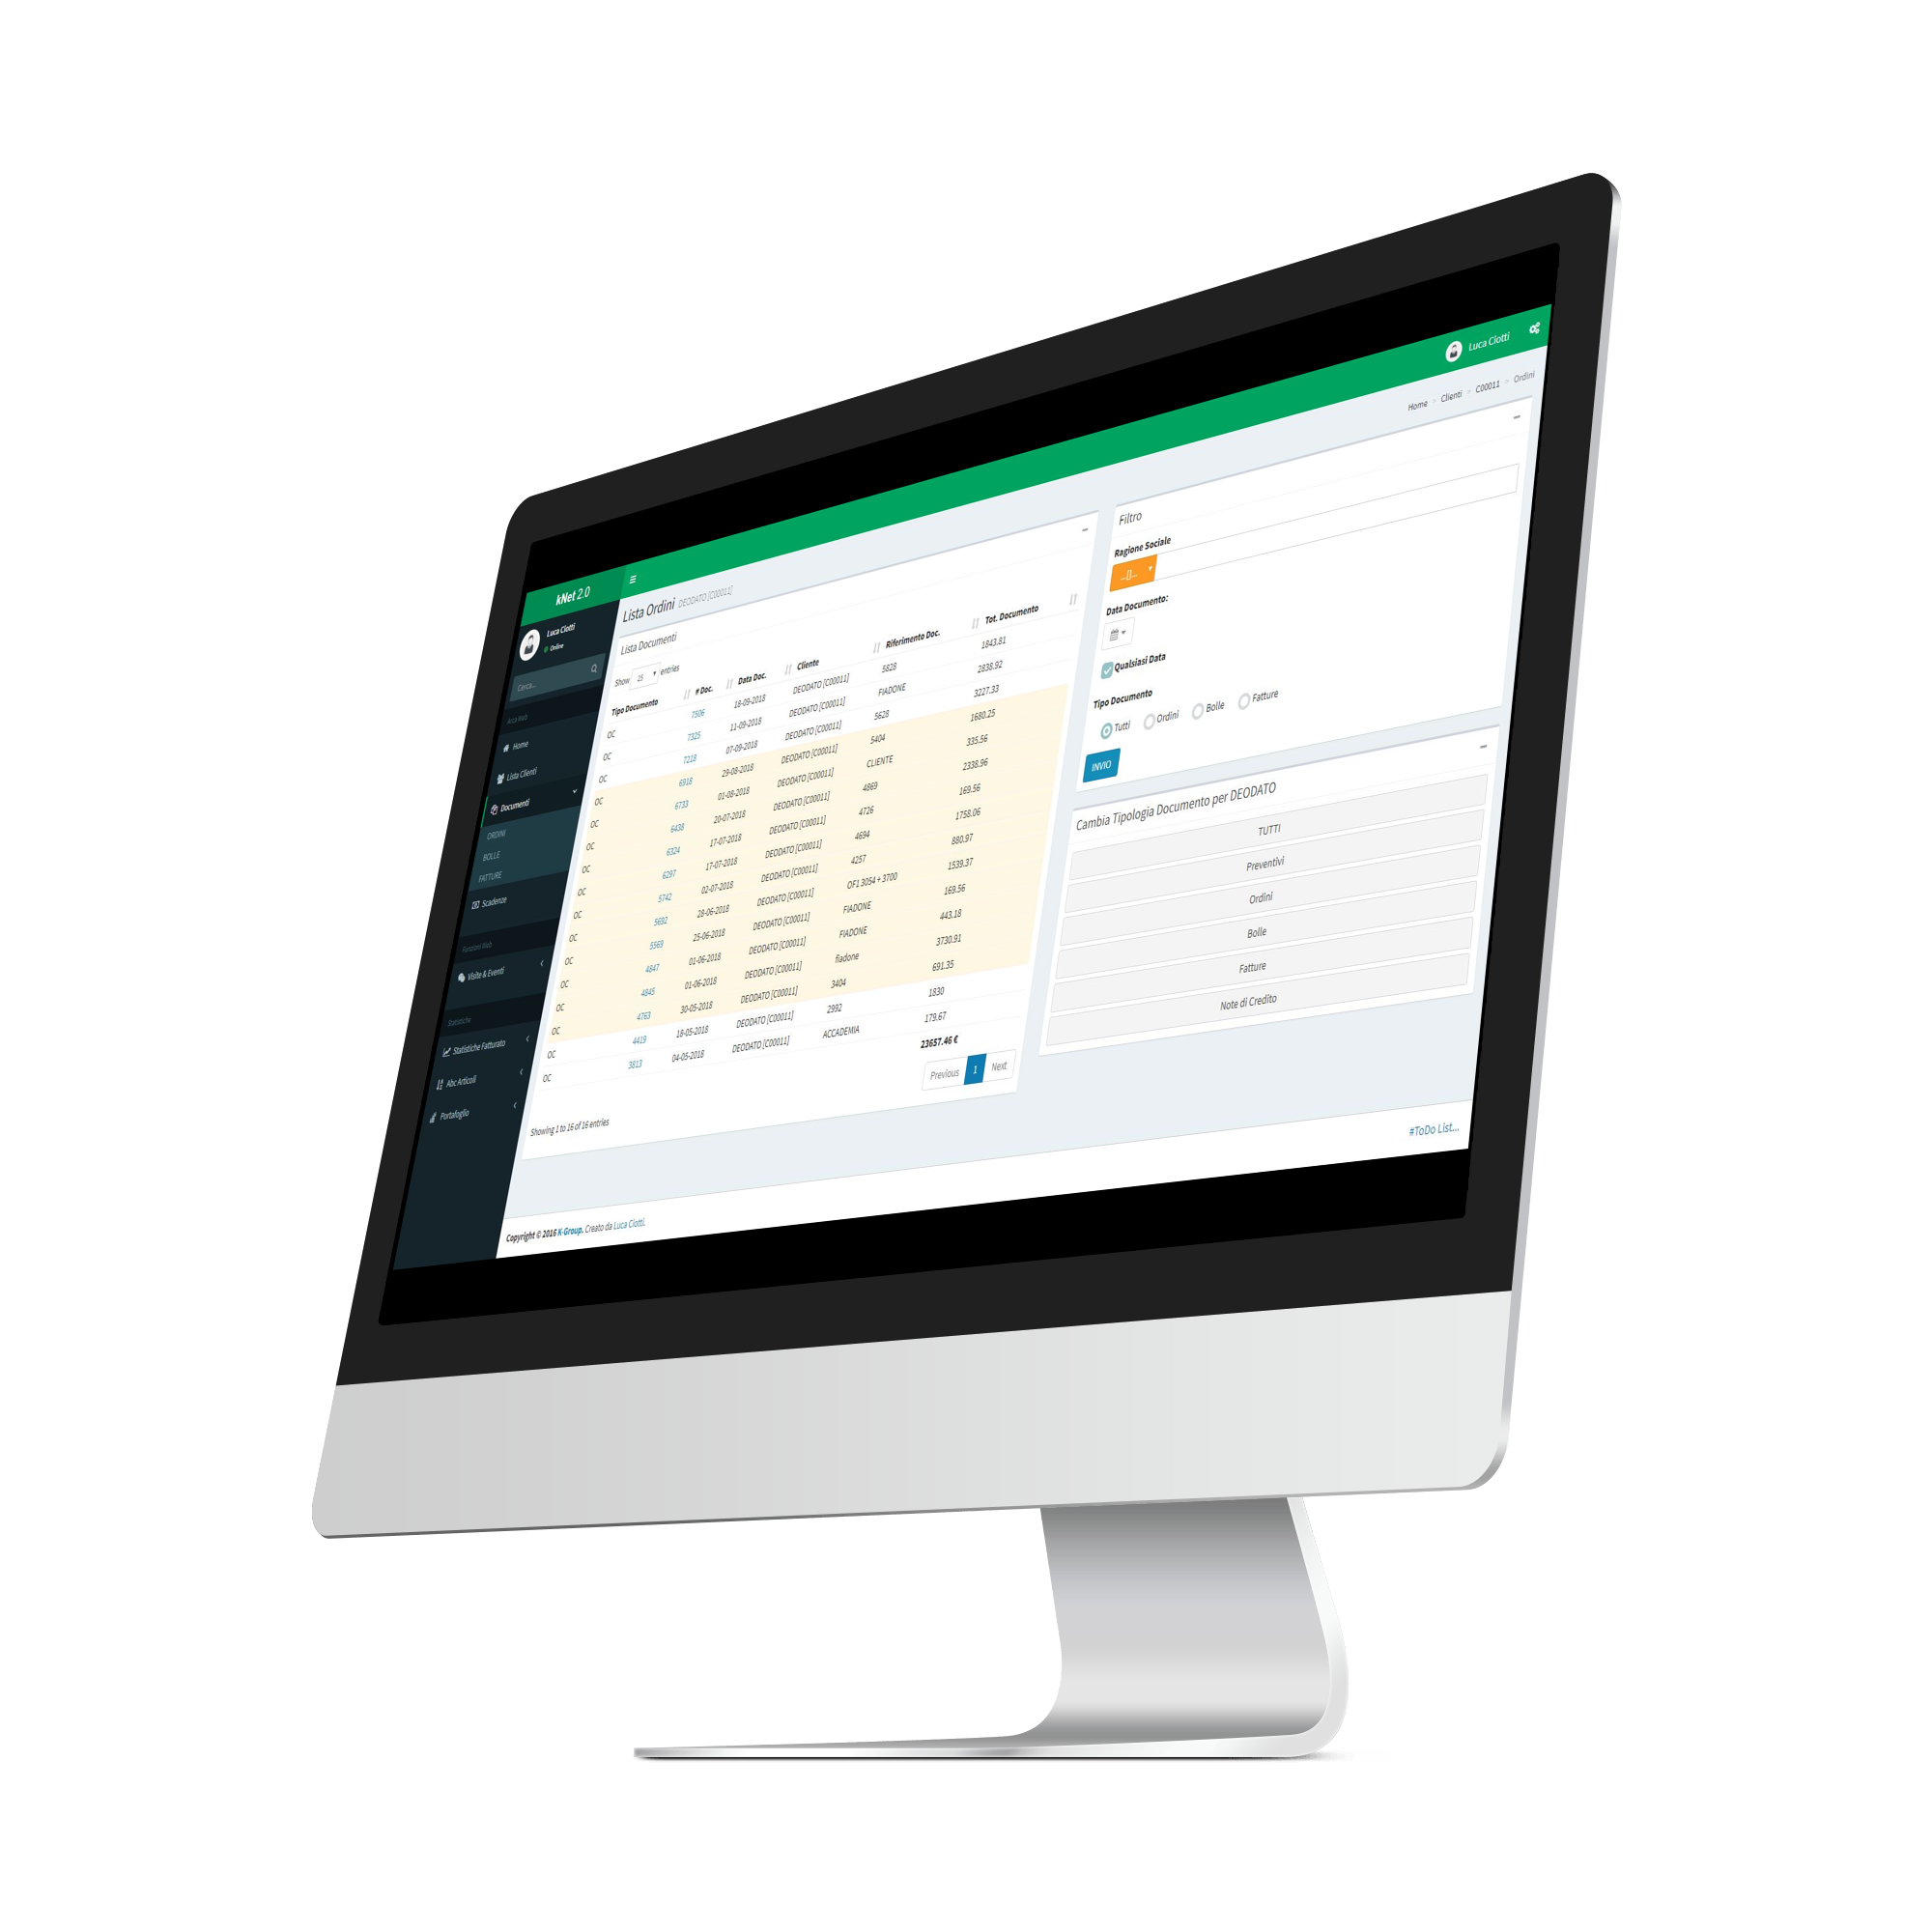 kNet 2.0
Luca Ciotti
Luca Ciotti
Online
Cerca...
Area Web
Home
Lista Clienti
Documenti
ORDINI
BOLLE
FATTURE
Scadenze
Funzioni Web
Visite & Eventi
Statistiche
Statistiche Fatturato
Abc Articoli
Portafoglio
Lista Ordini DEODATO [C00011]
Home > Clienti > C00011 > Ordini
Lista Documenti
Show 25 entries
Tipo Documento # Doc. Data Doc. Cliente Riferimento Doc. Tot. Documento
OC 7506 18-09-2018 DEODATO [C00011] 5828 1843.81
OC 7325 11-09-2018 DEODATO [C00011] FIADONE 2838.92
OC 7218 07-09-2018 DEODATO [C00011] 5628 3227.33
OC 6918 29-08-2018 DEODATO [C00011] 5404 1680.25
OC 6733 01-08-2018 DEODATO [C00011] CLIENTE 335.56
OC 6438 20-07-2018 DEODATO [C00011] 4869 2338.96
OC 6324 17-07-2018 DEODATO [C00011] 4726 169.56
OC 6297 17-07-2018 DEODATO [C00011] 4694 1758.06
OC 5742 02-07-2018 DEODATO [C00011] 4257 880.97
OC 5692 28-06-2018 DEODATO [C00011] OF1 3054 + 3700 1539.37
OC 5569 25-06-2018 DEODATO [C00011] FIADONE 169.56
OC 4847 01-06-2018 DEODATO [C00011] FIADONE 443.18
OC 4845 01-06-2018 DEODATO [C00011] fiadone 3730.91
OC 4763 30-05-2018 DEODATO [C00011] 3404 691.35
OC 4419 18-05-2018 DEODATO [C00011] 2992 1830
OC 3813 04-05-2018 DEODATO [C00011] ACCADEMIA 179.67
23657.46 €
Showing 1 to 16 of 16 entries
Previous 1 Next
Filtro
Ragione Sociale
Data Documento:
Qualsiasi Data
Tipo Documento
Tutti Ordini Bolle Fatture
INVIO
Cambia Tipologia Documento per DEODATO
TUTTI
Preventivi
Ordini
Bolle
Fatture
Note di Credito
Copyright © 2016 K-Group. Creato da Luca Ciotti.
#ToDo List...